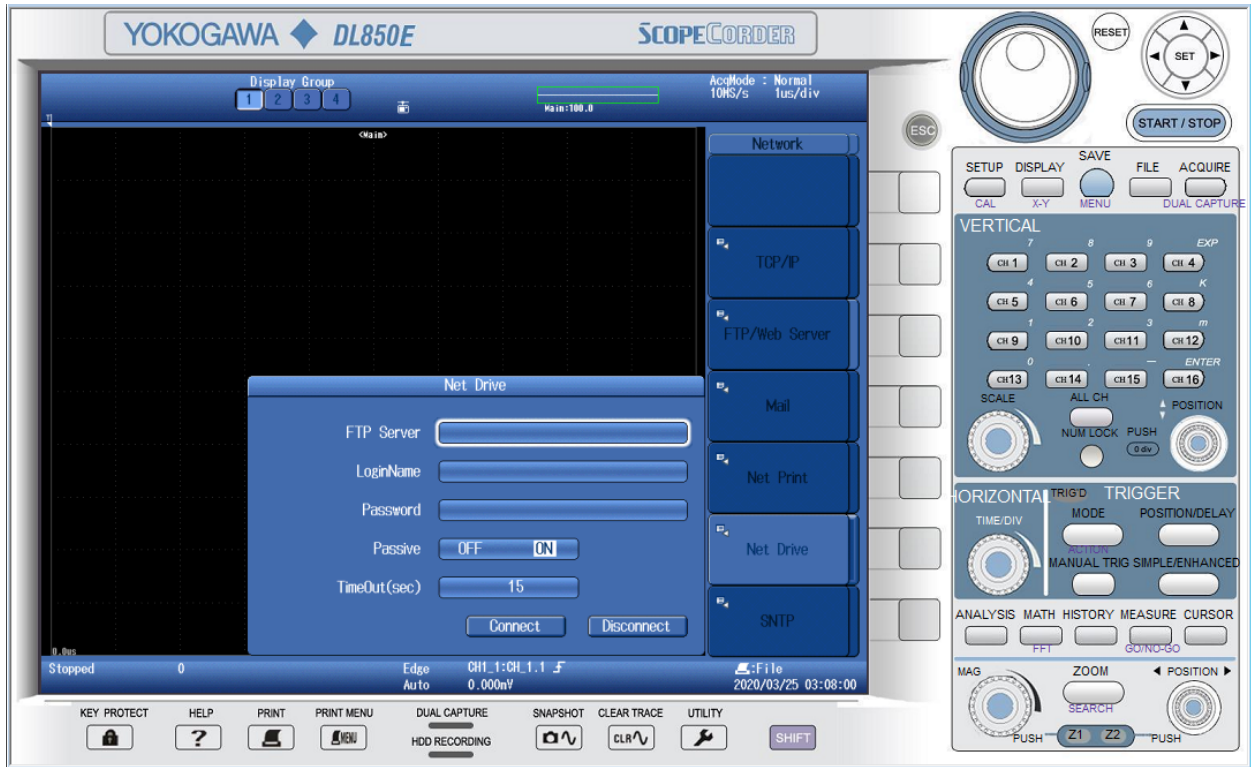 YOKOGAWA ◆ DL850E
SCOPECORDER
Display Group
1 2 3 4
Main:100.0
AcqMode : Normal
10MS/s 1us/div
<Main>
Network
TCP/IP
FTP/Web Server
Mail
Net Print
Net Drive
SNTP
Net Drive
FTP Server
LoginName
Password
Passive OFF ON
TimeOut(sec) 15
Connect Disconnect
0.0us
Stopped 0
Edge CH1_1:CH_1.1
Auto 0.000mV
:File
2020/03/25 03:08:00
ESC
RESET
SET
START / STOP
SETUP DISPLAY SAVE FILE ACQUIRE
CAL X-Y MENU DUAL CAPTURE
VERTICAL
7 8 9 EXP
CH 1 CH 2 CH 3 CH 4
4 5 6 K
CH 5 CH 6 CH 7 CH 8
1 2 3 m
CH 9 CH10 CH11 CH 12
0 . — ENTER
CH13 CH14 CH15 CH 16
SCALE ALL CH POSITION
NUM LOCK PUSH
0 div
HORIZONTAL TRIG'D TRIGGER
TIME/DIV MODE POSITION/DELAY
ACTION
MANUAL TRIG SIMPLE/ENHANCED
ANALYSIS MATH HISTORY MEASURE CURSOR
FFT GO/NO-GO
MAG ZOOM ◀ POSITION ▶
SEARCH
PUSH Z1 Z2 PUSH
KEY PROTECT HELP PRINT PRINT MENU DUAL CAPTURE SNAPSHOT CLEAR TRACE UTILITY
? MENU HDD RECORDING CLR SHIFT